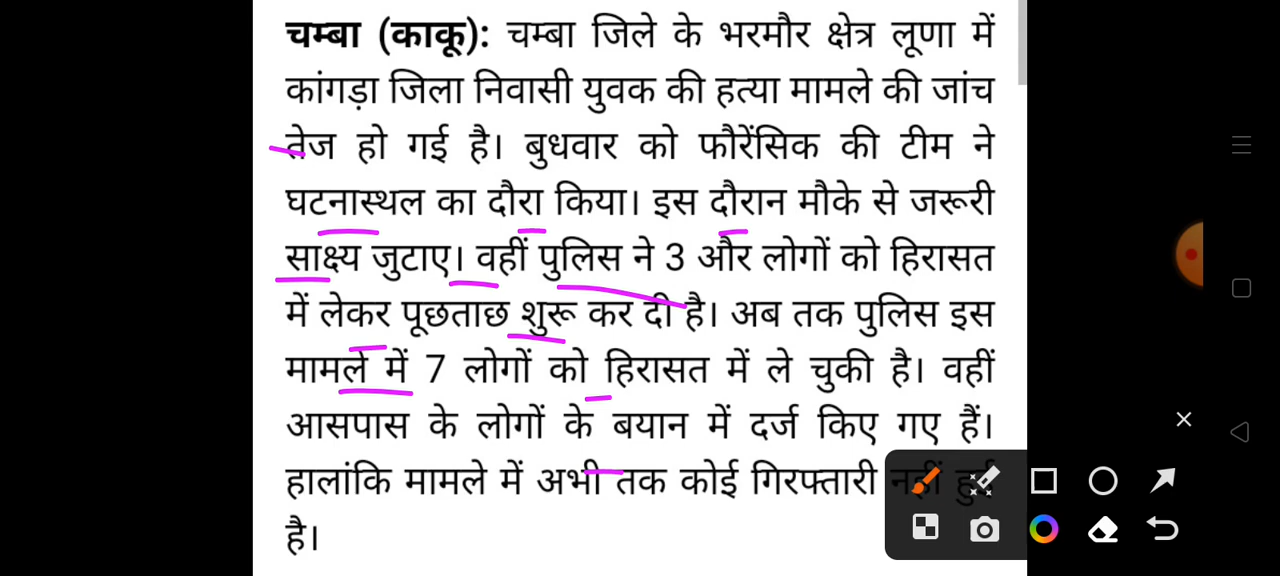 चम्बा (काकू): चम्बा जिले के भरमौर क्षेत्र लूणा में
कांगड़ा जिला निवासी युवक की हत्या मामले की जांच
तेज हो गई है। बुधवार को फौरेंसिक की टीम ने
घटनास्थल का दौरा किया। इस दौरान मौके से जरूरी
साक्ष्य जुटाए। वहीं पुलिस ने 3 और लोगों को हिरासत
में लेकर पूछताछ शुरू कर दी है। अब तक पुलिस इस
मामले में 7 लोगों को हिरासत में ले चुकी है। वहीं
आसपास के लोगों के बयान में दर्ज किए गए हैं।
हालांकि मामले में अभी तक कोई गिरफ्तारी नहीं हुई
है।